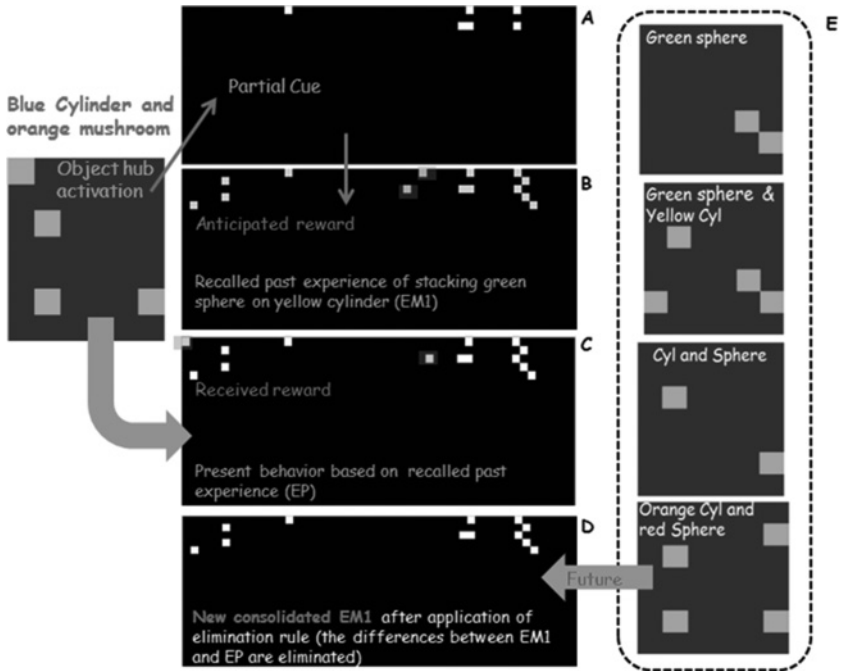 A
Partial Cue
Blue Cylinder and
orange mushroom
Object hub
activation
B
Anticipated reward
Recalled past experience of stacking green
sphere on yellow cylinder (EM1)
C
Received reward
Present behavior based on recalled past
experience (EP)
D
New consolidated EM1 after application of
elimination rule (the differences between EM1
and EP are eliminated)
E
Green sphere
Green sphere &
Yellow Cyl
Cyl and Sphere
Orange Cyl and
red Sphere
Future